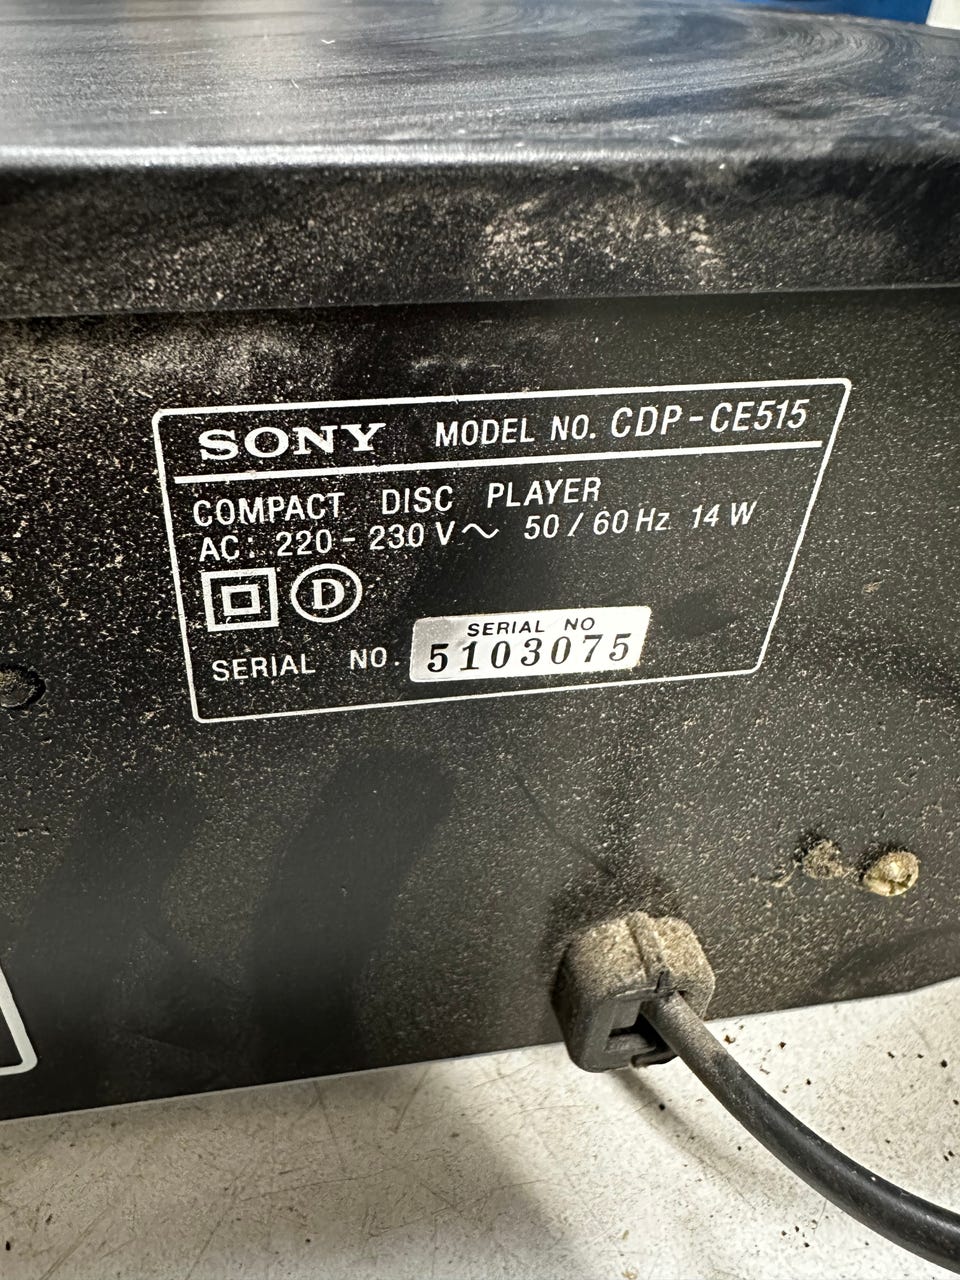 SONY MODEL NO. CDP-CE515
COMPACT DISC PLAYER
AC: 220 - 230 V ~ 50 / 60 Hz 14 W
D
SERIAL NO
SERIAL NO. 5103075